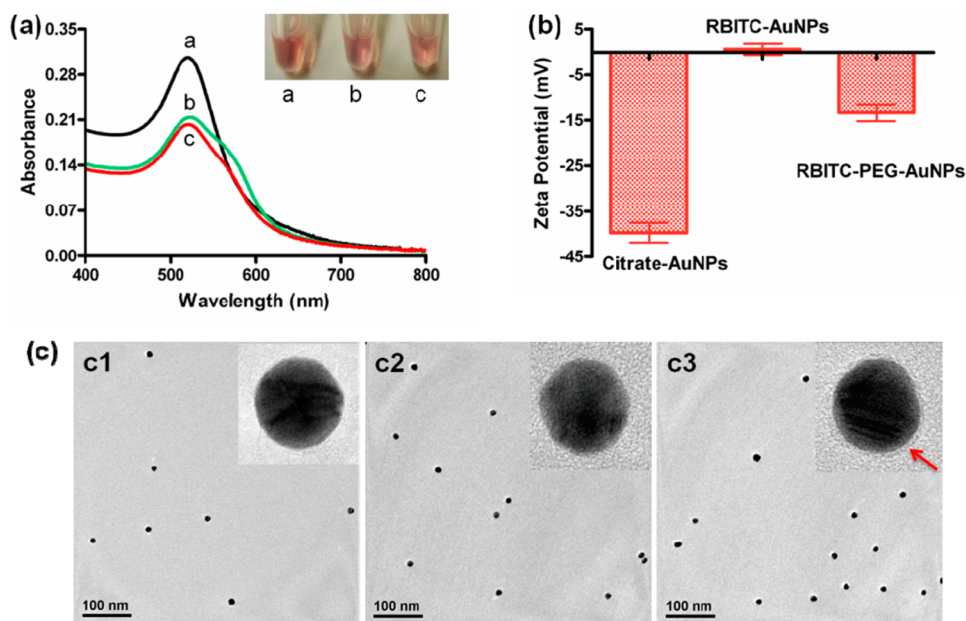 (a)
0.35
0.28
0.21
0.14
0.07
0.00
Absorbance
400
500
600
700
800
Wavelength (nm)
a
b
c
a b c
(b)
5
-5
-15
-25
-35
-45
Zeta Potential (mV)
RBITC-AuNPs
RBITC-PEG-AuNPs
Citrate-AuNPs
(c)
c1
100 nm
c2
100 nm
c3
100 nm